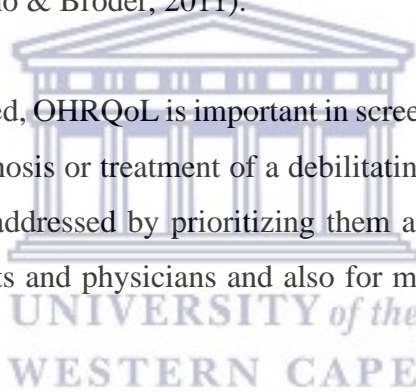 o & Broder, 2011).
ed, OHRQoL is important in scree
nosis or treatment of a debilitatin
addressed by prioritizing them a
ts and physicians and also for m
UNIVERSITY of the
WESTERN CAPE